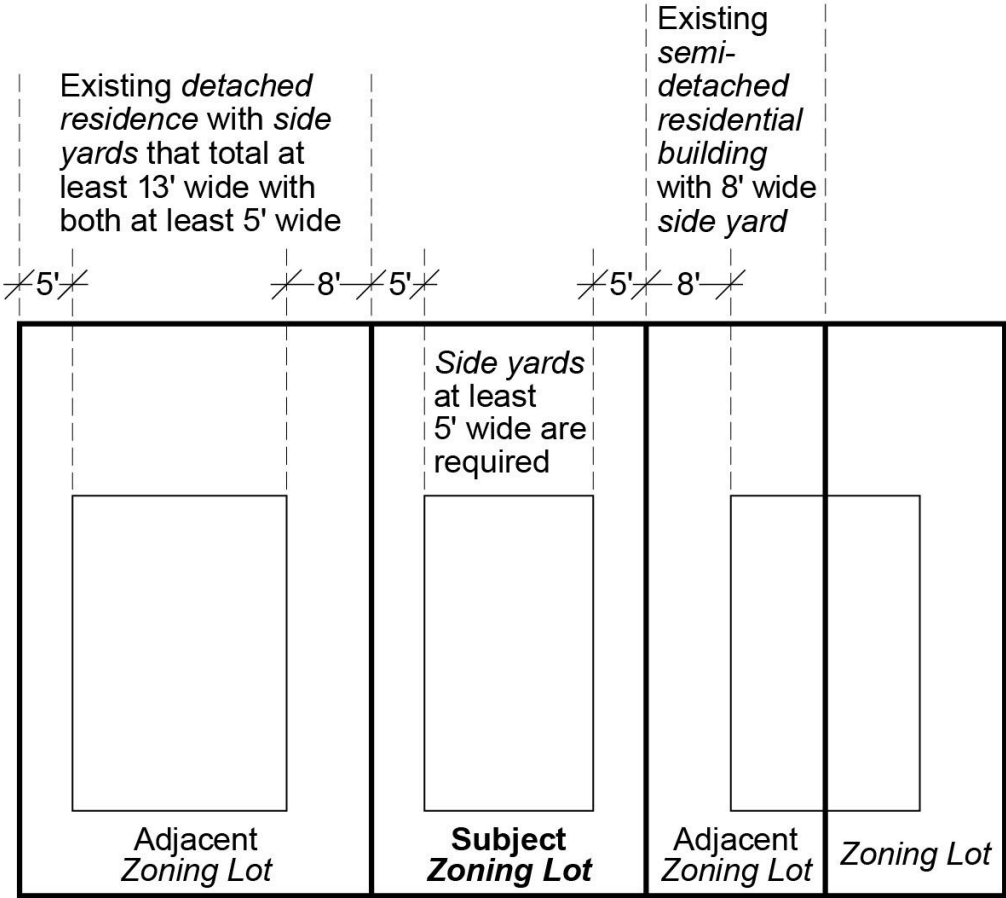 Existing detached
residence with side
yards that total at
least 13' wide with
both at least 5' wide
Existing
semi-
detached
residential
building
with 8' wide
side yard
5'
8'
5'
5'
8'
Side yards
at least
5' wide are
required
Adjacent
Zoning Lot
Subject
Zoning Lot
Adjacent
Zoning Lot
Zoning Lot